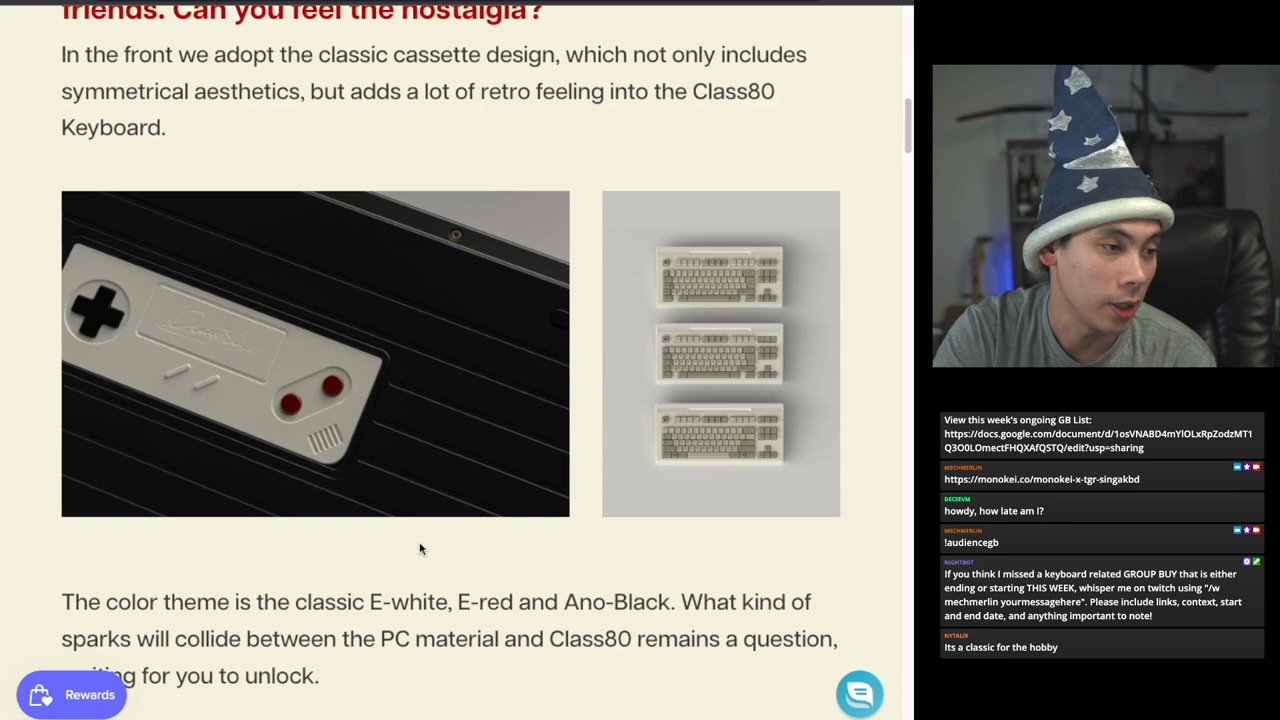 friends. Can you feel the nostalgia?
In the front we adopt the classic cassette design, which not only includes
symmetrical aesthetics, but adds a lot of retro feeling into the Class80
Keyboard.
The color theme is the classic E-white, E-red and Ano-Black. What kind of
sparks will collide between the PC material and Class80 remains a question,
for you to unlock.
Rewards
View this week's ongoing GB List:
https://docs.google.com/document/d/1osVNABD4mYlOLxRpZodzMT1
Q3O0LOmectFHQXAfQSTQ/edit?usp=sharing
MECHMERLIN
https://monokei.co/monokei-x-tgr-singakbd
DECSEVM
howdy, how late am I?
MECHMERLIN
!audiencegb
NIGHTBOT
If you think I missed a keyboard related GROUP BUY that is either
ending or starting THIS WEEK, whisper me on twitch using "/w
mechmerlin yourmessagehere". Please include links, context, start
and end date, and anything important to note!
NYTALIX
Its a classic for the hobby